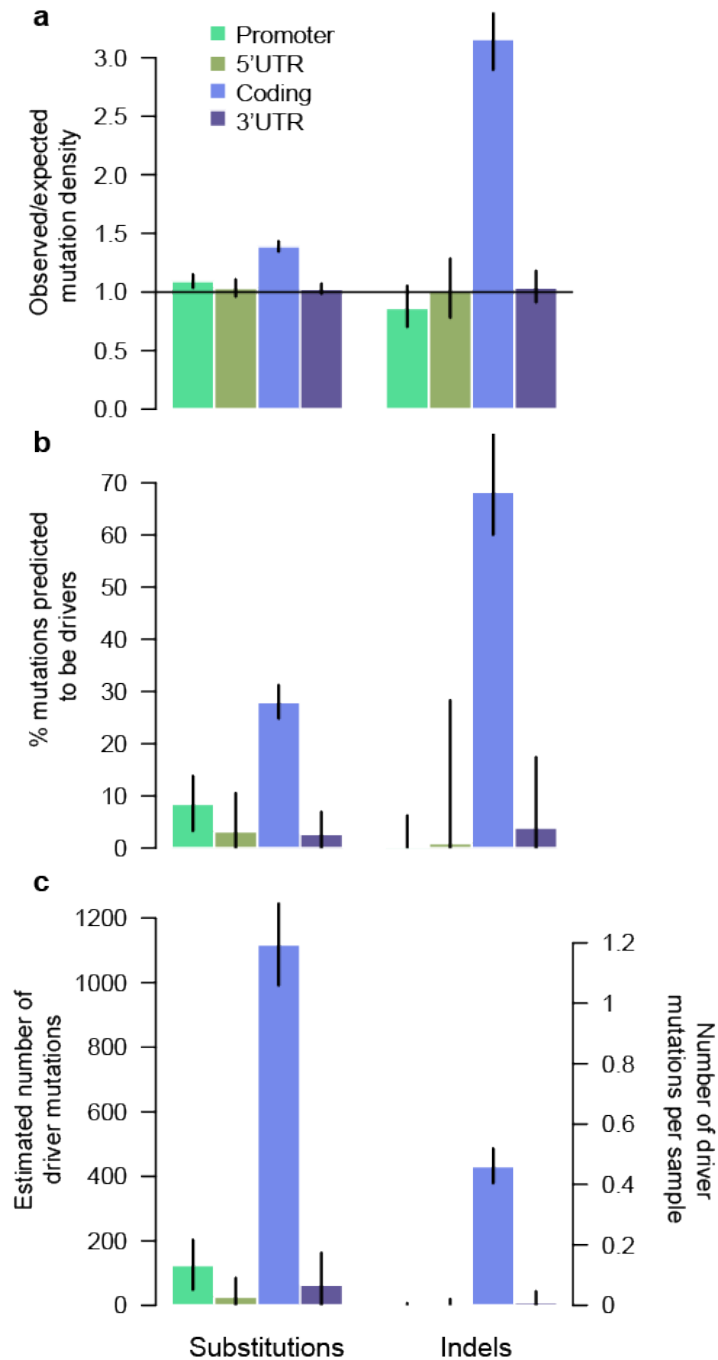 a
Promoter
5'UTR
Coding
3'UTR
Observed/expected
mutation density
3.0
2.5
2.0
1.5
1.0
0.5
0.0
b
% mutations predicted
to be drivers
70
60
50
40
30
20
10
0
c
Estimated number of
driver mutations
1200
1000
800
600
400
200
0
1.2
1
0.8
0.6
0.4
0.2
0
Number of driver
mutations per sample
Substitutions
Indels